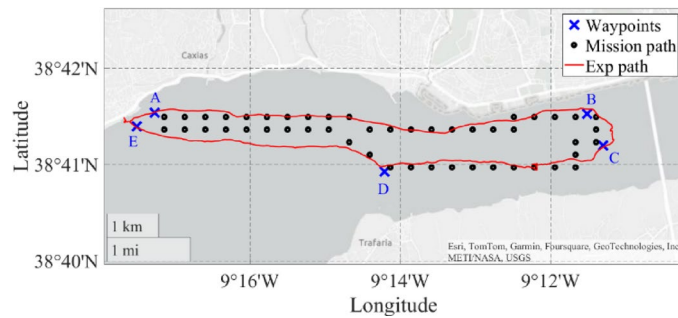 Waypoints
Mission path
Exp path
Caxias
38°42'N
A
B
E
C
Latitude
38°41'N
D
1 km
1 mi
Trafaria
Esri, TomTom, Garmin, Foursquare, GeoTechnologies, Inc
METI/NASA, USGS
38°40'N
9°16'W
9°14'W
9°12'W
Longitude